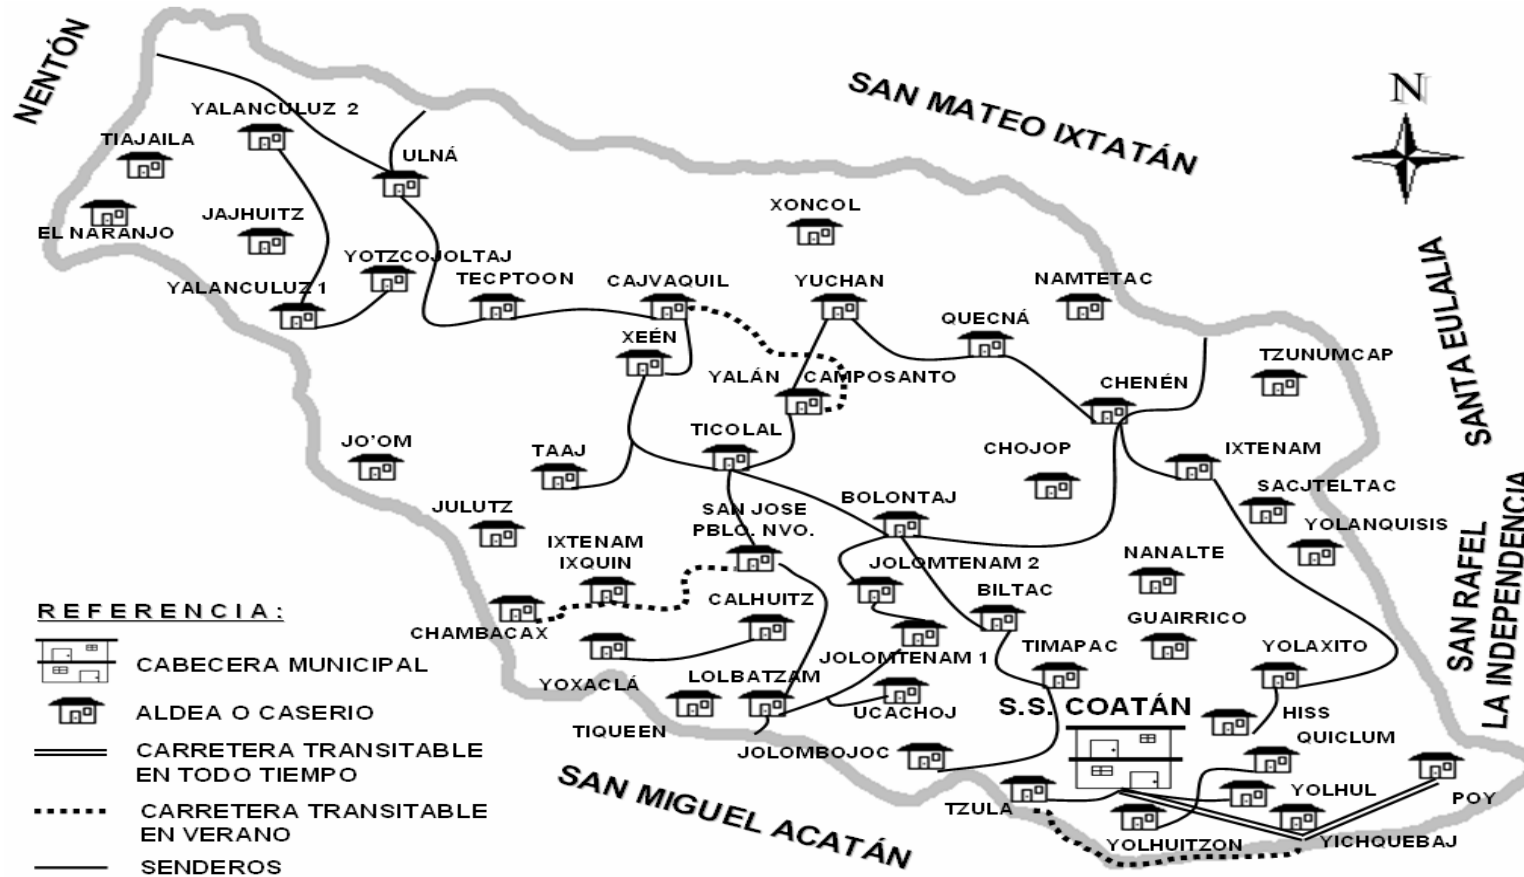 NENTÓN
SAN MATEO IXTATÁN
N
YALANCULUZ 2
TIAJAILA
ULNÁ
EL NARANJO
JAJHUITZ
XONCOL
YOTZCOJOLTAJ
YALANCULUZ 1
TECPTOON
CAJVAQUIL
YUCHAN
NAMTETAC
SANTA EULALIA
QUECNÁ
XEÉN
TZUNUMCAP
YALÁN
CAMPOSANTO
CHENÉN
JO'OM
TAAJ
TICOLAL
CHOJOP
IXTENAM
SACJTELTAC
JULUTZ
SAN JOSE
PBLO. NVO.
BOLONTAJ
YOLANQUISIS
SAN RAFEL
LA INDEPENDENCIA
IXTENAM
IXQUIN
JOLOMTENAM 2
NANALTE
BILTAC
CALHUITZ
CHAMBACAX
GUAIRRICO
JOLOMTENAM 1
TIMAPAC
YOLAXITO
YOXACLÁ
LOLBATZAM
UCACHOJ
S.S. COATÁN
HISS
TIQUEEN
JOLOMBOJOC
QUICLUM
TZULA
YOLHUL
POY
YOLHUITZON
YICHQUEBAJ
SAN MIGUEL ACATÁN
REFERENCIA:
CABECERA MUNICIPAL
ALDEA O CASERIO
CARRETERA TRANSITABLE
EN TODO TIEMPO
CARRETERA TRANSITABLE
EN VERANO
SENDEROS